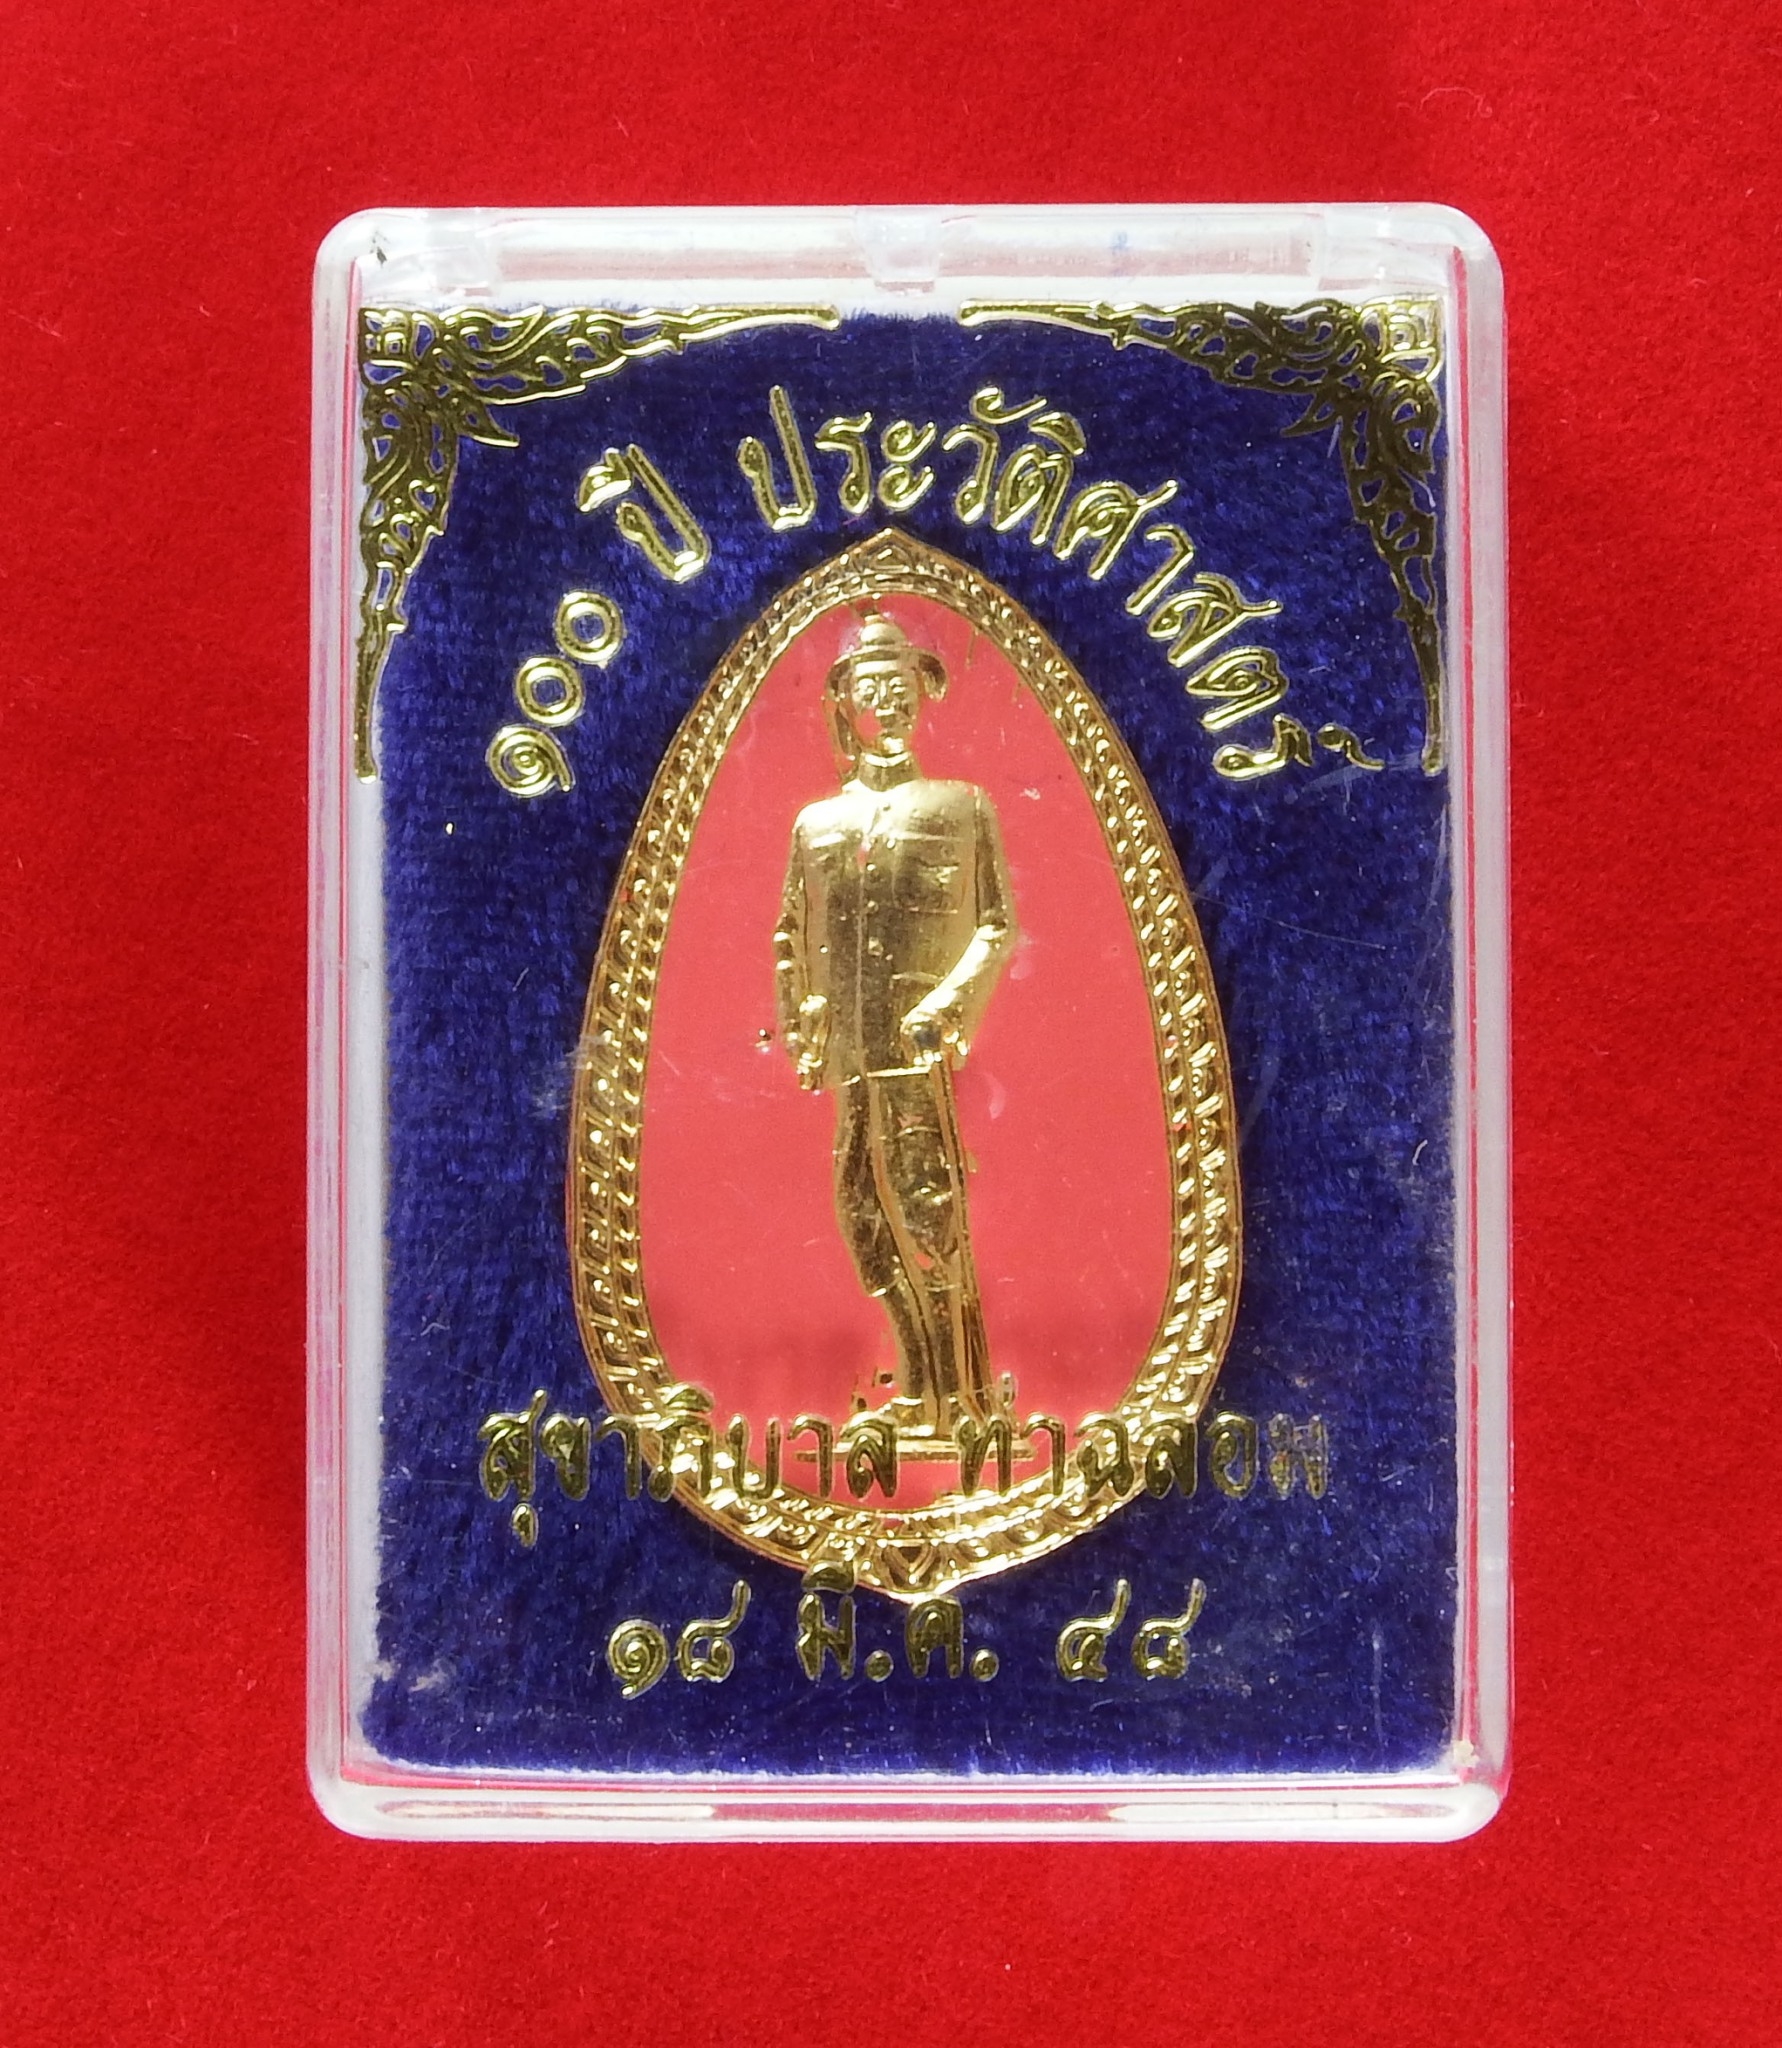 ๑๐๐ ปี ประวัติศาสตร์
สุขาภิบาล ท่าฉลอม
๑๘ มี.ค. ๔๘